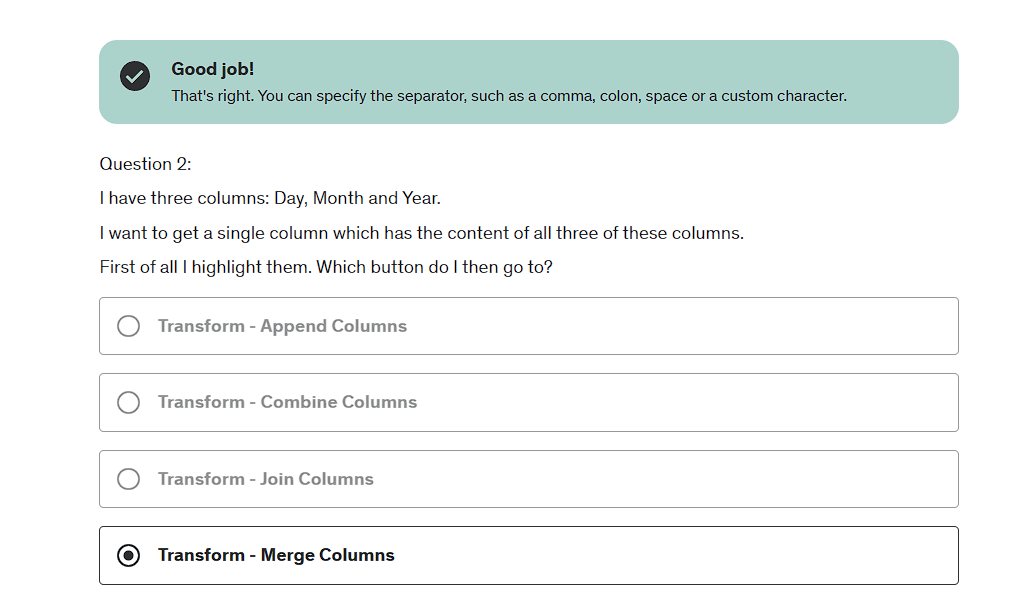 Good job!
That's right. You can specify the separator, such as a comma, colon, space or a custom character.
Question 2:
I have three columns: Day, Month and Year.
I want to get a single column which has the content of all three of these columns.
First of all I highlight them. Which button do I then go to?
Transform - Append Columns
Transform - Combine Columns
Transform - Join Columns
Transform - Merge Columns